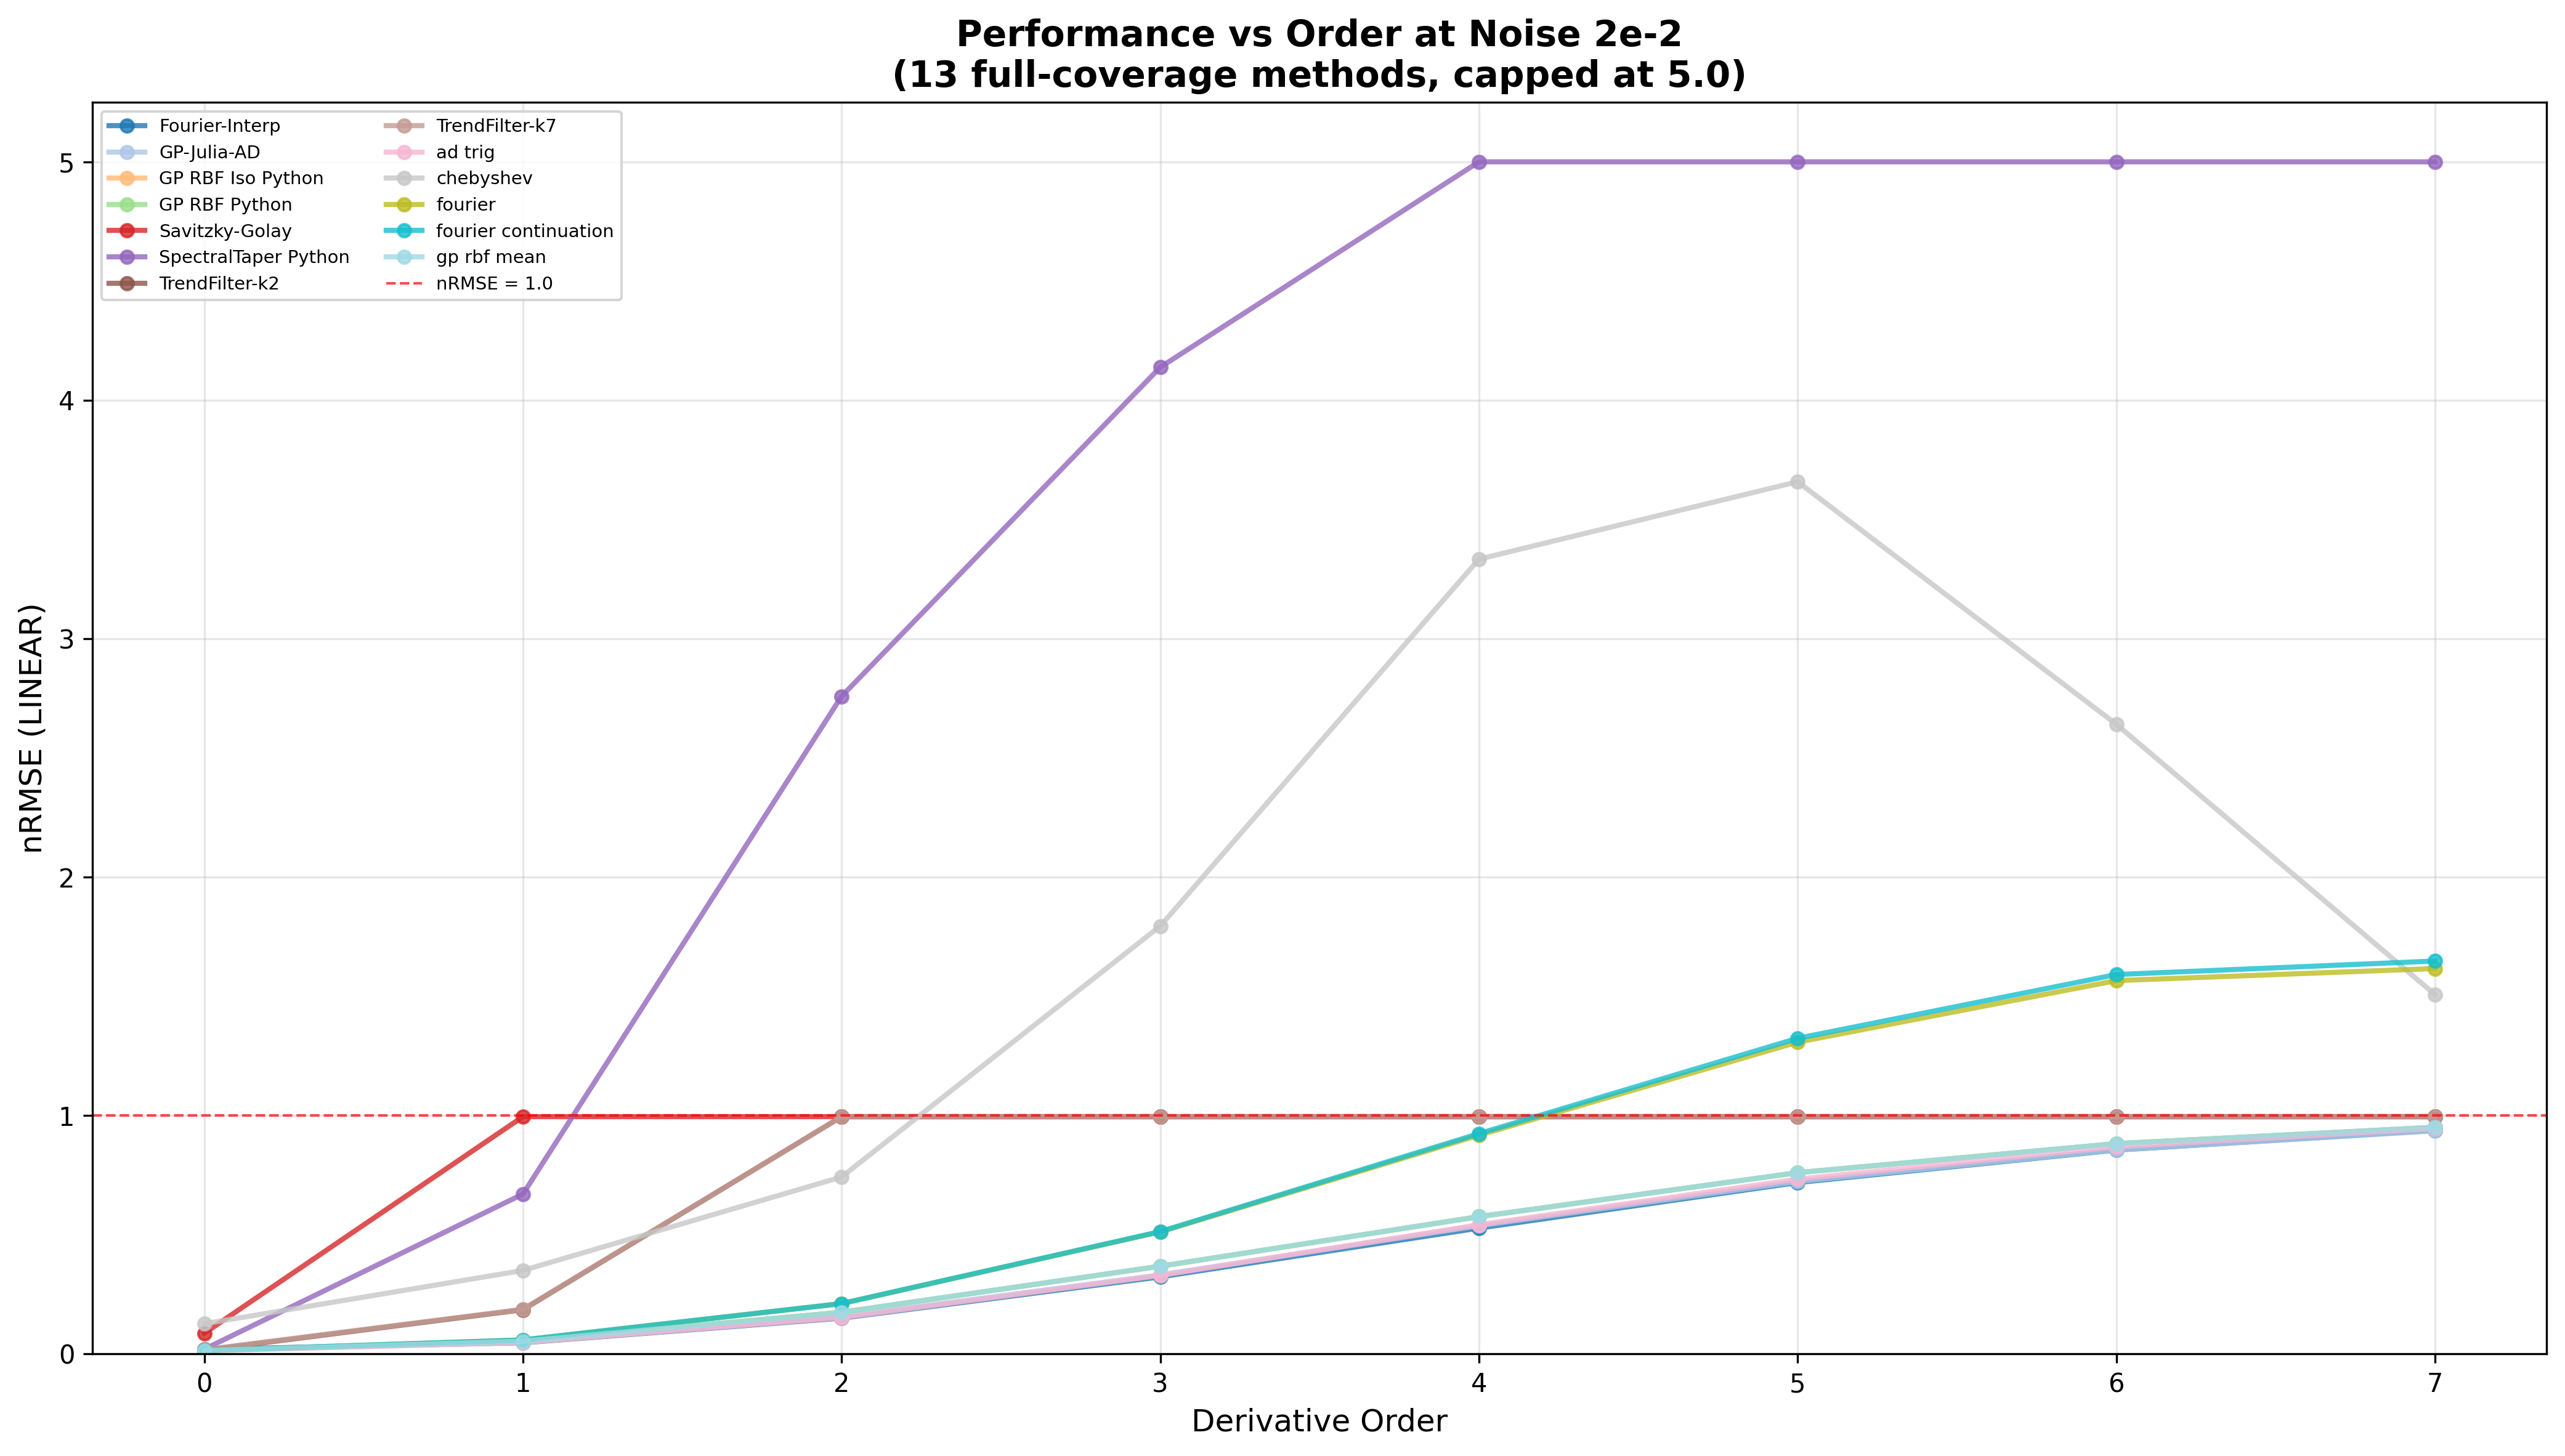 Performance vs Order at Noise 2e-2
(13 full-coverage methods, capped at 5.0)
Fourier-Interp
GP-Julia-AD
GP RBF Iso Python
GP RBF Python
Savitzky-Golay
SpectralTaper Python
TrendFilter-k2
TrendFilter-k7
ad trig
chebyshev
fourier
fourier continuation
gp rbf mean
nRMSE = 1.0
nRMSE (LINEAR)
5
4
3
2
1
0
0 1 2 3 4 5 6 7
Derivative Order